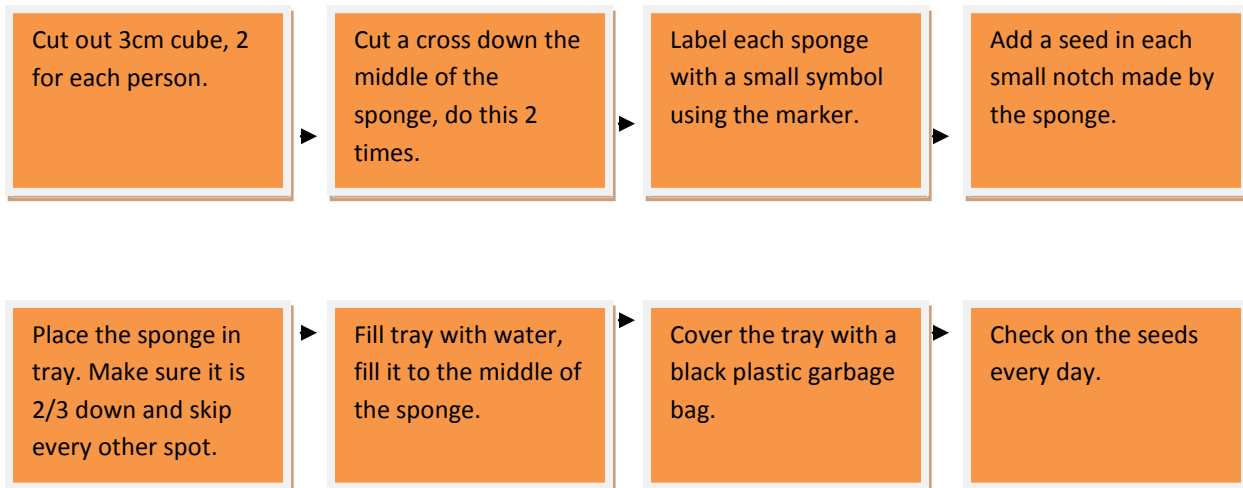 Cut out 3cm cube, 2
for each person.
Cut a cross down the
middle of the
sponge, do this 2
times.
Label each sponge
with a small symbol
using the marker.
Add a seed in each
small notch made by
the sponge.
Place the sponge in
tray. Make sure it is
2/3 down and skip
every other spot.
Fill tray with water,
fill it to the middle of
the sponge.
Cover the tray with a
black plastic garbage
bag.
Check on the seeds
every day.